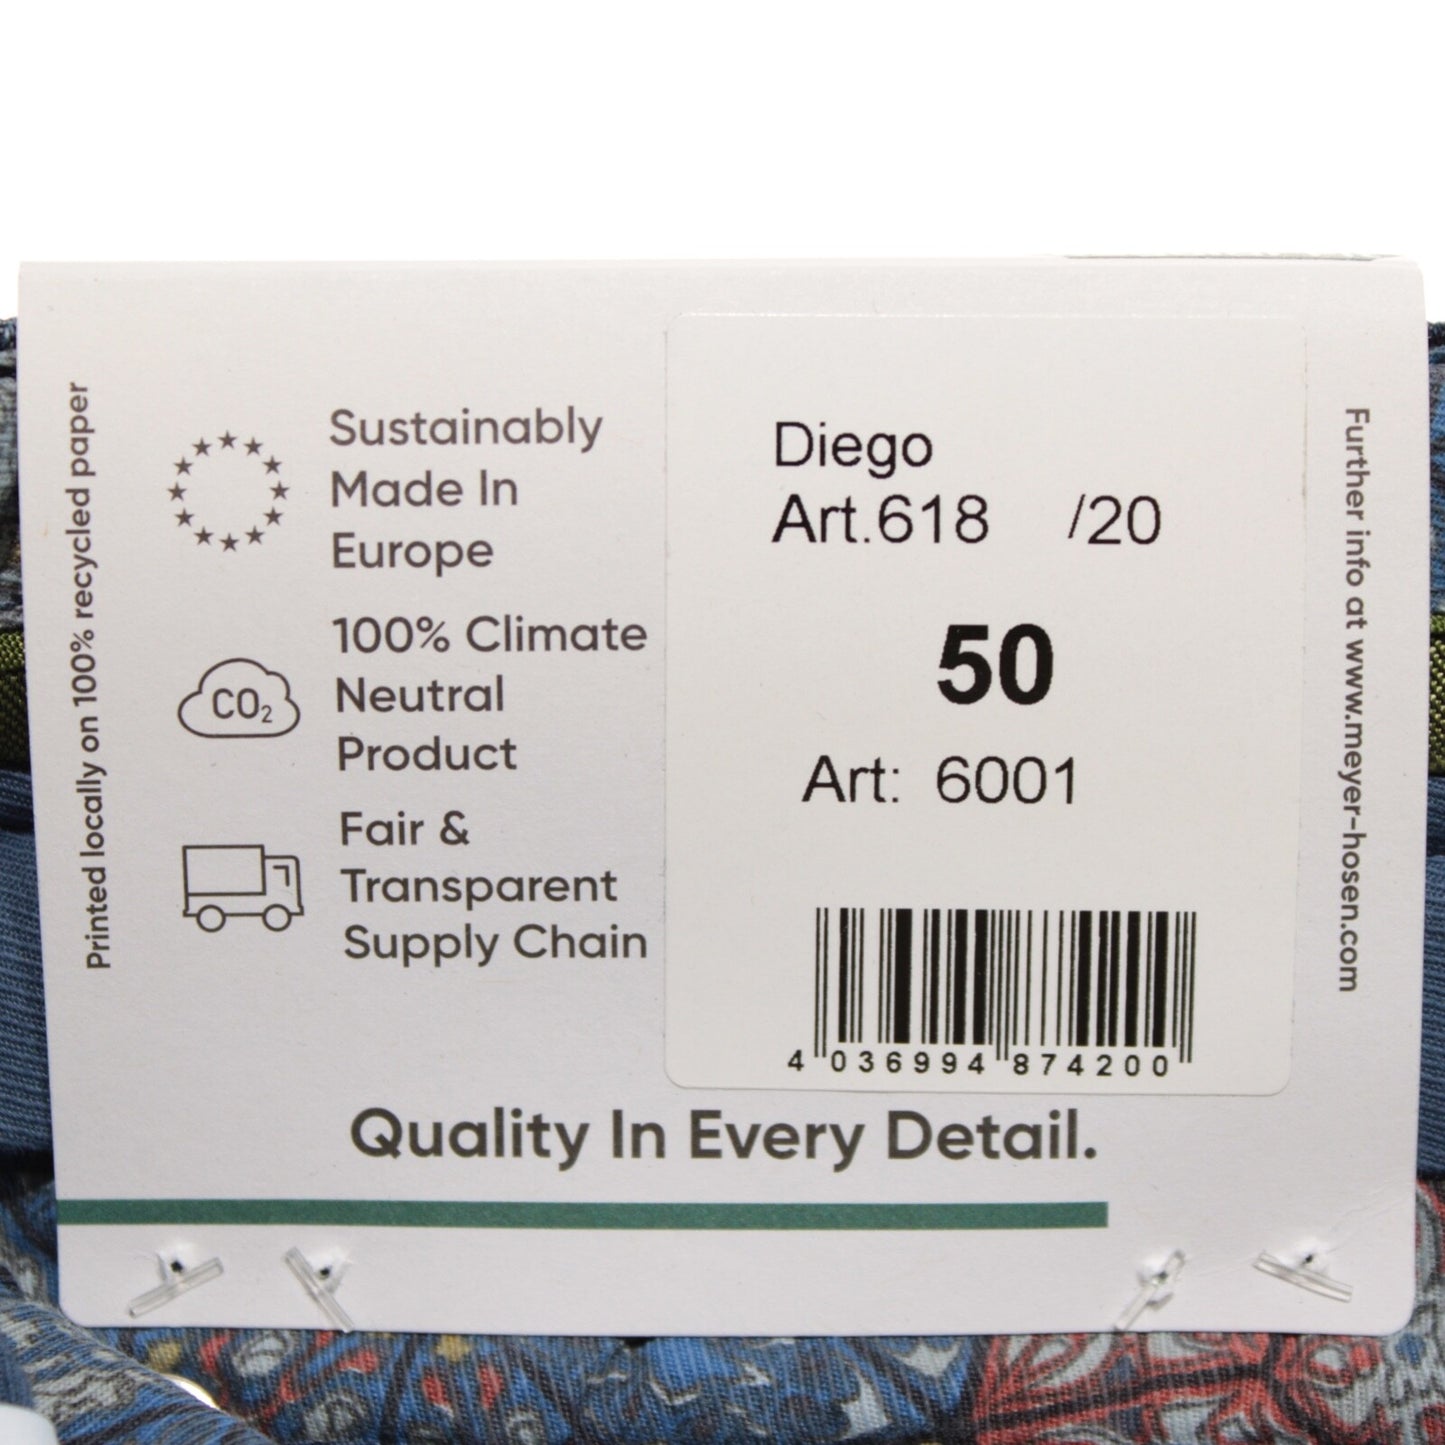 Printed locally on 100% recycled paper
Sustainably
Made In
Europe
CO₂
100% Climate
Neutral
Product
Fair &
Transparent
Supply Chain
Diego
Art.618 /20
50
Art: 6001
4 036994 874200
Further info at www.meyer-hosen.com
Quality In Every Detail.